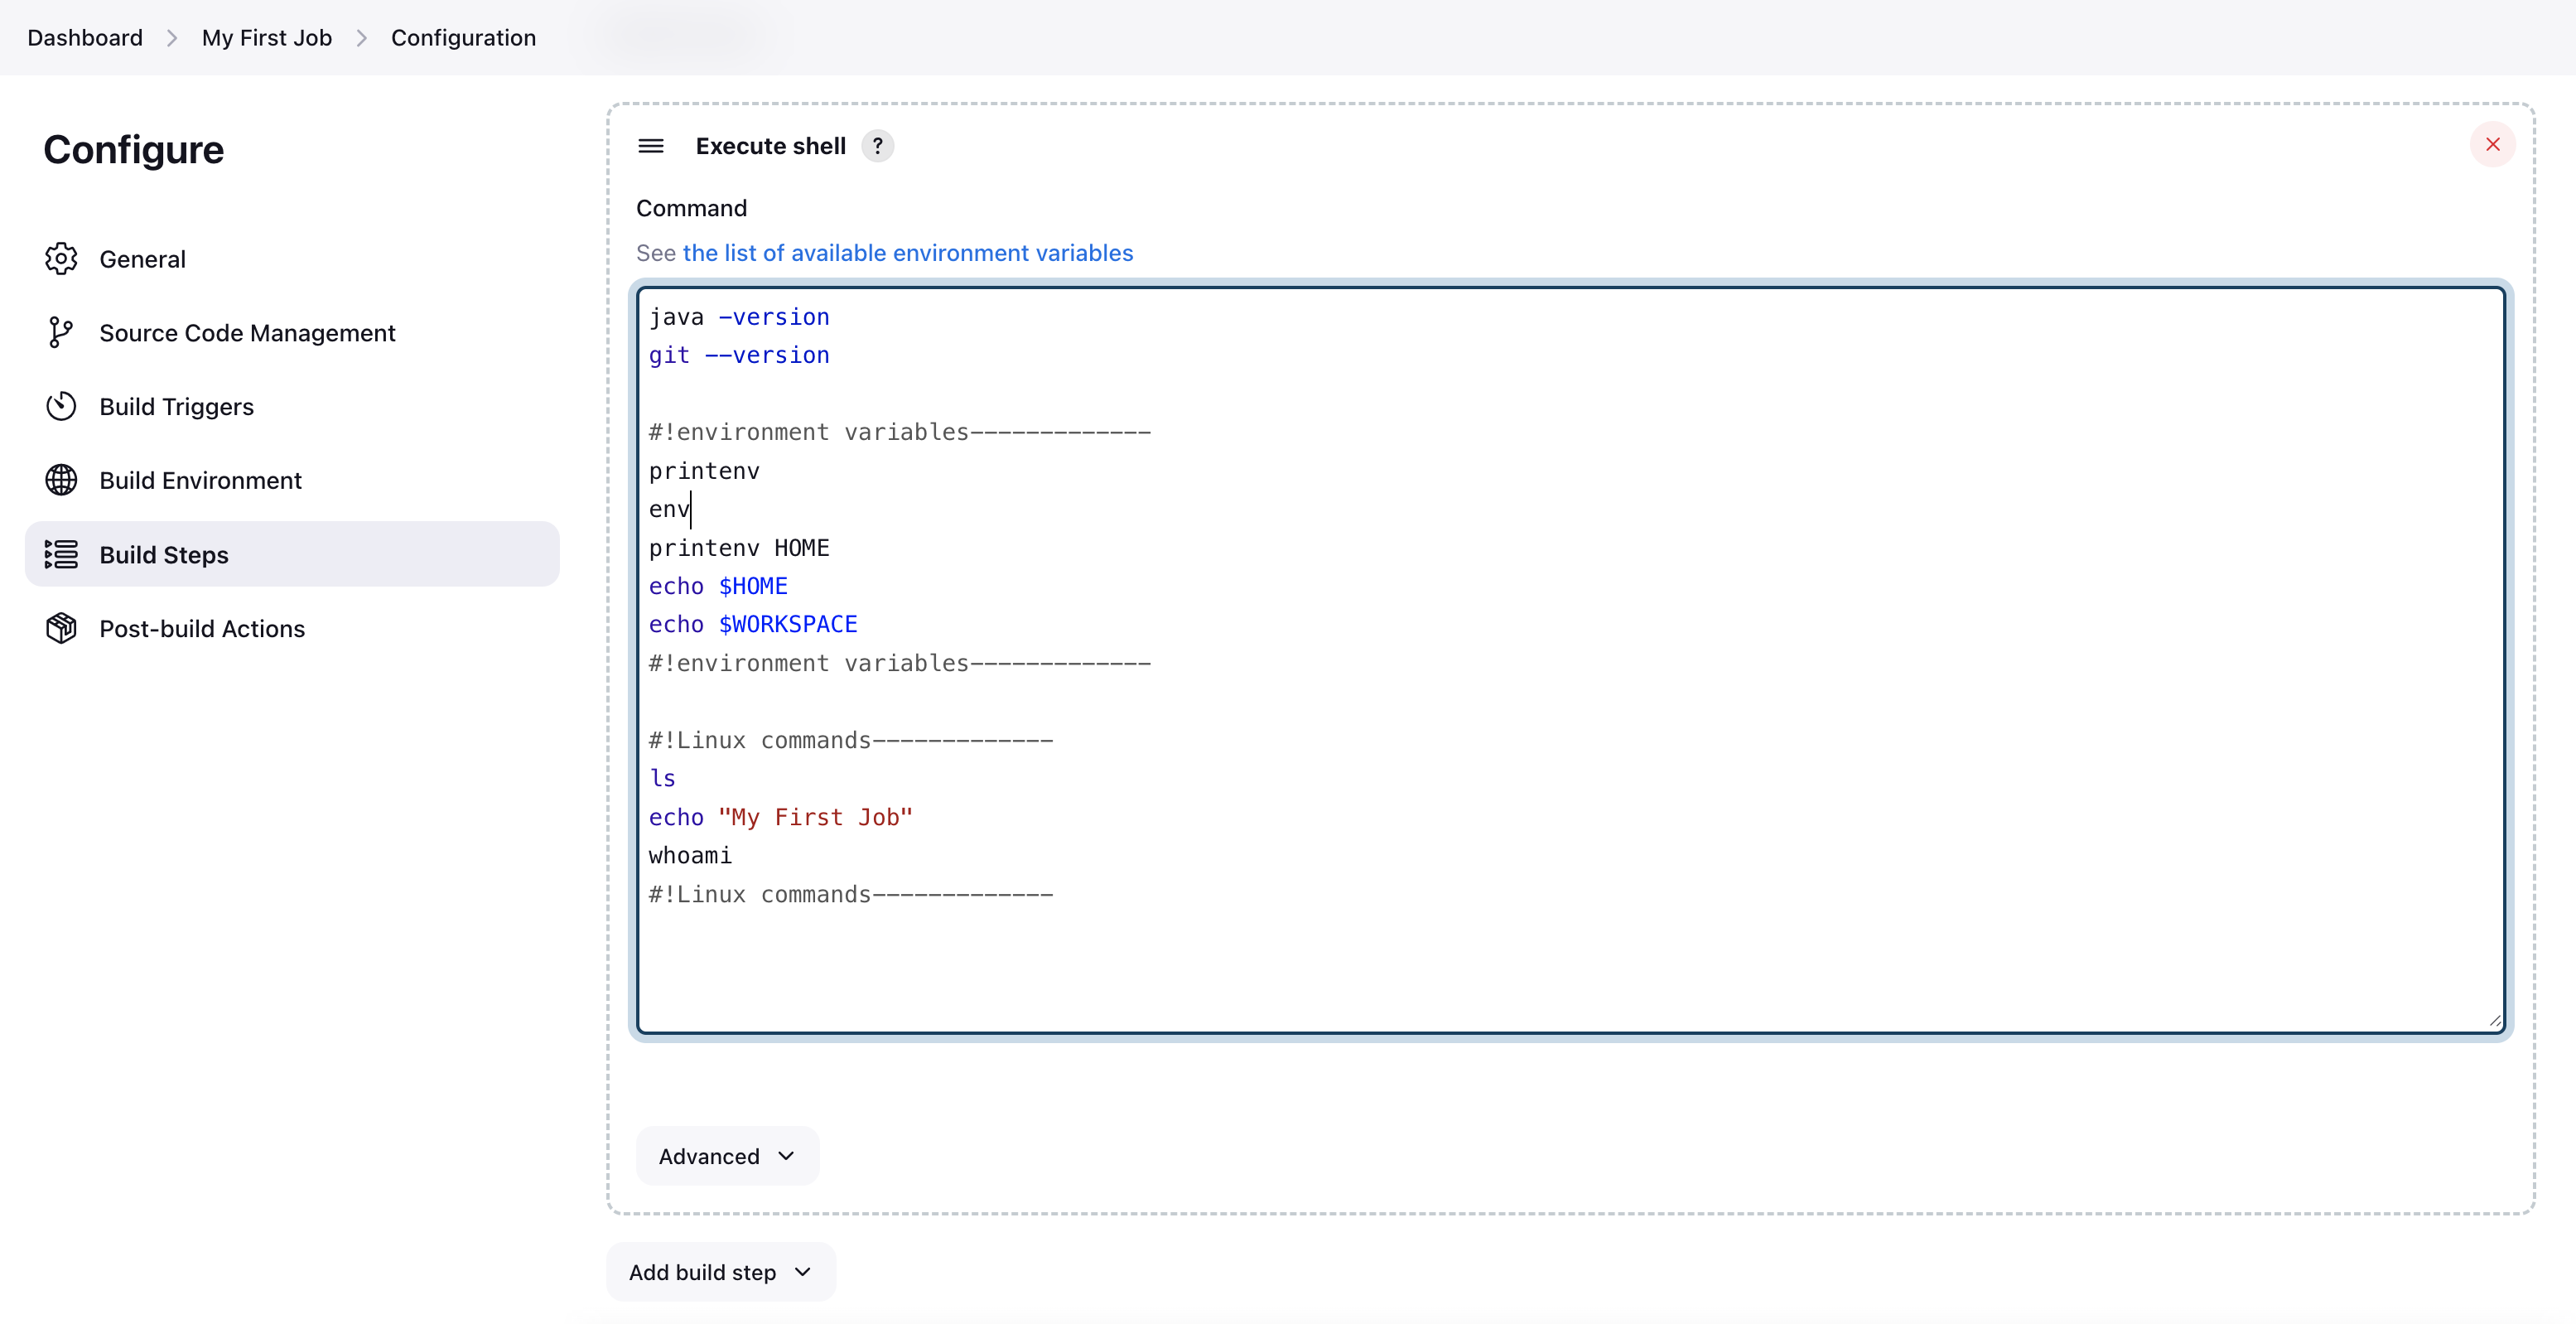 Dashboard > My First Job > Configuration
Configure
General
Source Code Management
Build Triggers
Build Environment
Build Steps
Post-build Actions
Execute shell ?
Command
See the list of available environment variables
java -version
git --version
#!environment variables-------------
printenv
env
printenv HOME
echo $HOME
echo $WORKSPACE
#!environment variables-------------
#!Linux commands-------------
ls
echo "My First Job"
whoami
#!Linux commands-------------
Advanced
Add build step